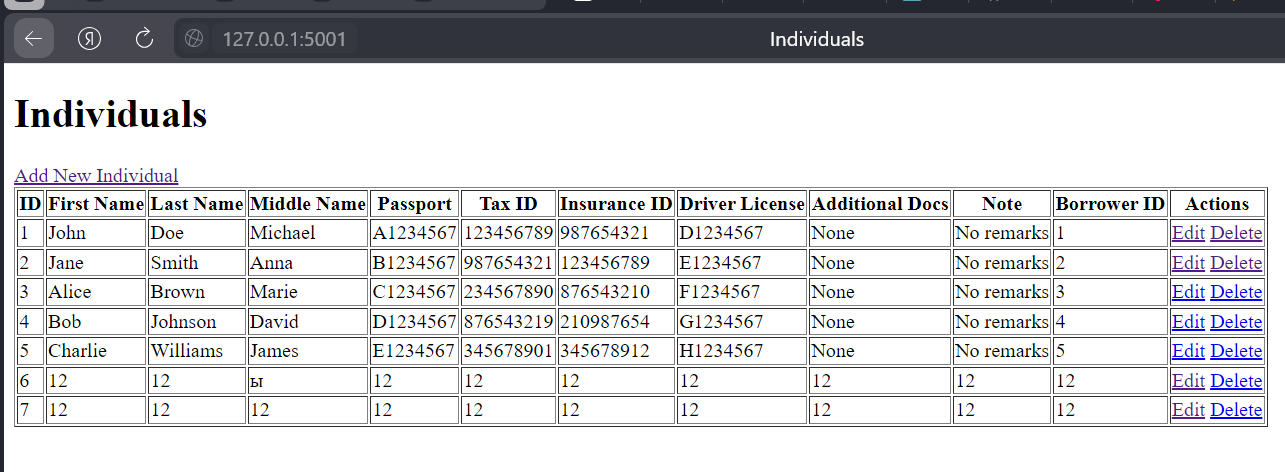 Я 127.0.0.1:5001 Individuals
Individuals
Add New Individual
ID First Name Last Name Middle Name Passport Tax ID Insurance ID Driver License Additional Docs Note Borrower ID Actions
1 John Doe Michael A1234567 123456789 987654321 D1234567 None No remarks 1 Edit Delete
2 Jane Smith Anna B1234567 987654321 123456789 E1234567 None No remarks 2 Edit Delete
3 Alice Brown Marie C1234567 234567890 876543210 F1234567 None No remarks 3 Edit Delete
4 Bob Johnson David D1234567 876543219 210987654 G1234567 None No remarks 4 Edit Delete
5 Charlie Williams James E1234567 345678901 345678912 H1234567 None No remarks 5 Edit Delete
6 12 12 ы 12 12 12 12 12 12 12 Edit Delete
7 12 12 12 12 12 12 12 12 12 12 Edit Delete